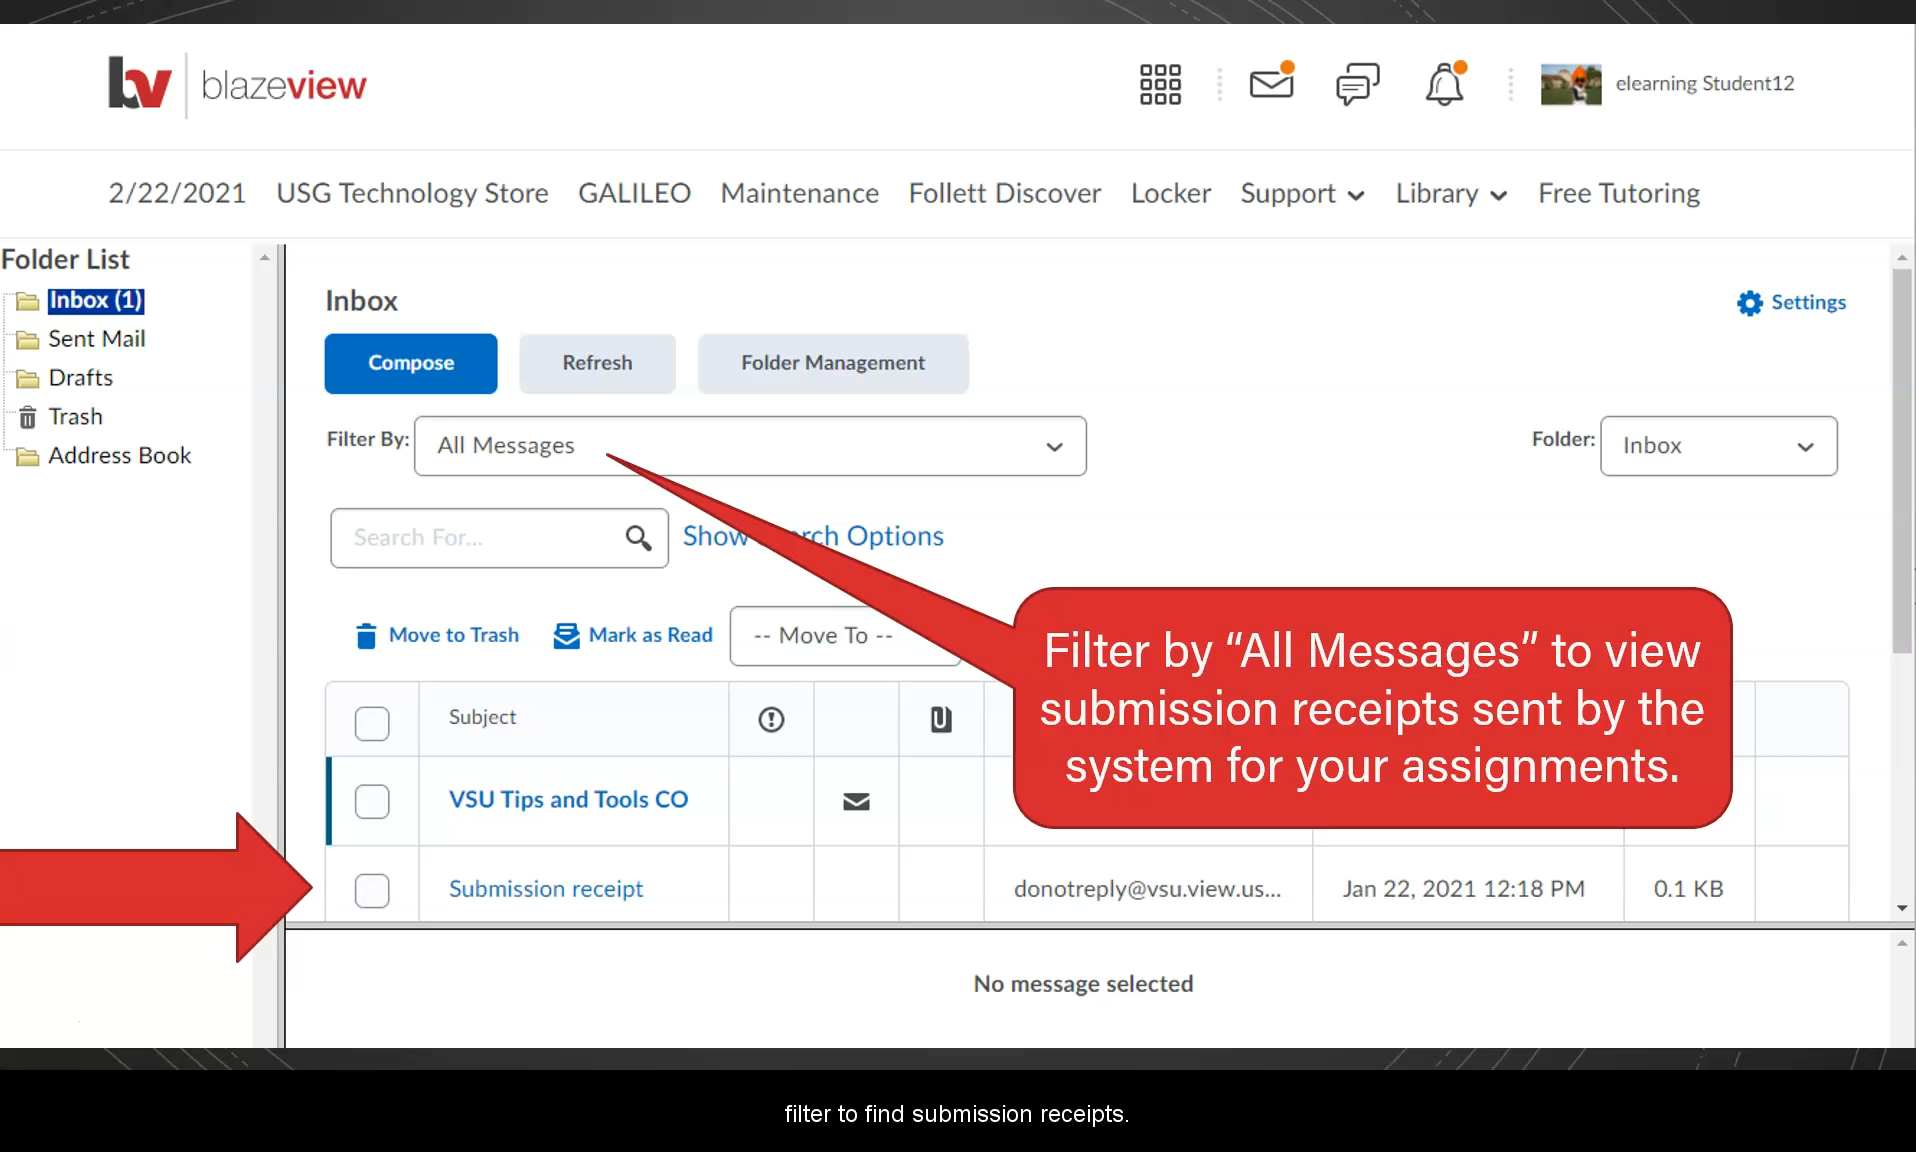 bv blazeview
elearning Student12
2/22/2021 USG Technology Store GALILEO Maintenance Follett Discover Locker Support Library Free Tutoring
Folder List
Inbox (1)
Sent Mail
Drafts
Trash
Address Book
Inbox
Settings
Compose Refresh Folder Management
Filter By: All Messages Folder: Inbox
Search For... Show Options
Move to Trash Mark as Read -- Move To --
Filter by “All Messages” to view
submission receipts sent by the
system for your assignments.
Subject
VSU Tips and Tools CO
Submission receipt donotreply@vsu.view.us... Jan 22, 2021 12:18 PM 0.1 KB
No message selected
filter to find submission receipts.